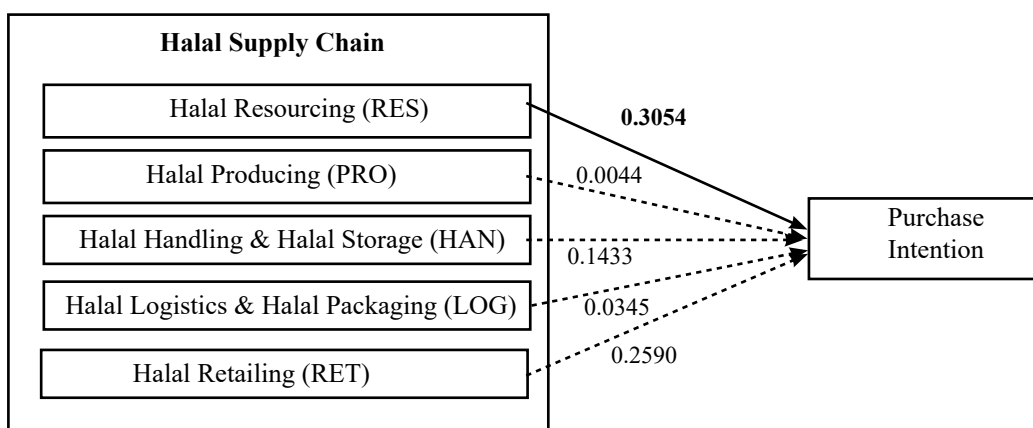 Halal Supply Chain
Halal Resourcing (RES)
0.3054
Halal Producing (PRO)
0.0044
Halal Handling & Halal Storage (HAN)
0.1433
Halal Logistics & Halal Packaging (LOG)
0.0345
Halal Retailing (RET)
0.2590
Purchase
Intention